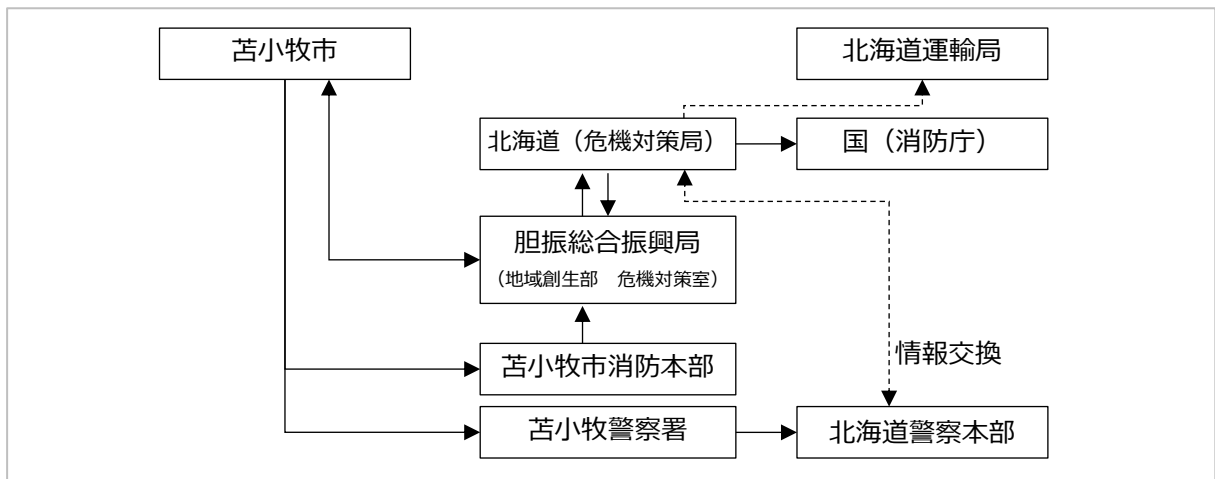 苫小牧市
北海道運輸局
北海道（危機対策局）
国（消防庁）
胆振総合振興局
（地域創生部　危機対策室）
苫小牧市消防本部
情報交換
苫小牧警察署
北海道警察本部